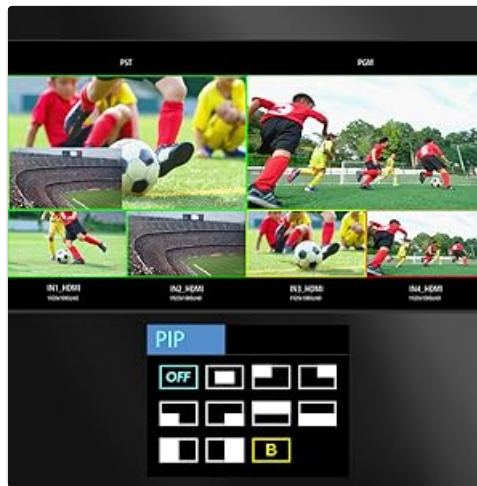 PST PGM
IN1_HDMI IN2_HDMI IN3_HDMI IN4_HDMI
PIP
OFF
B